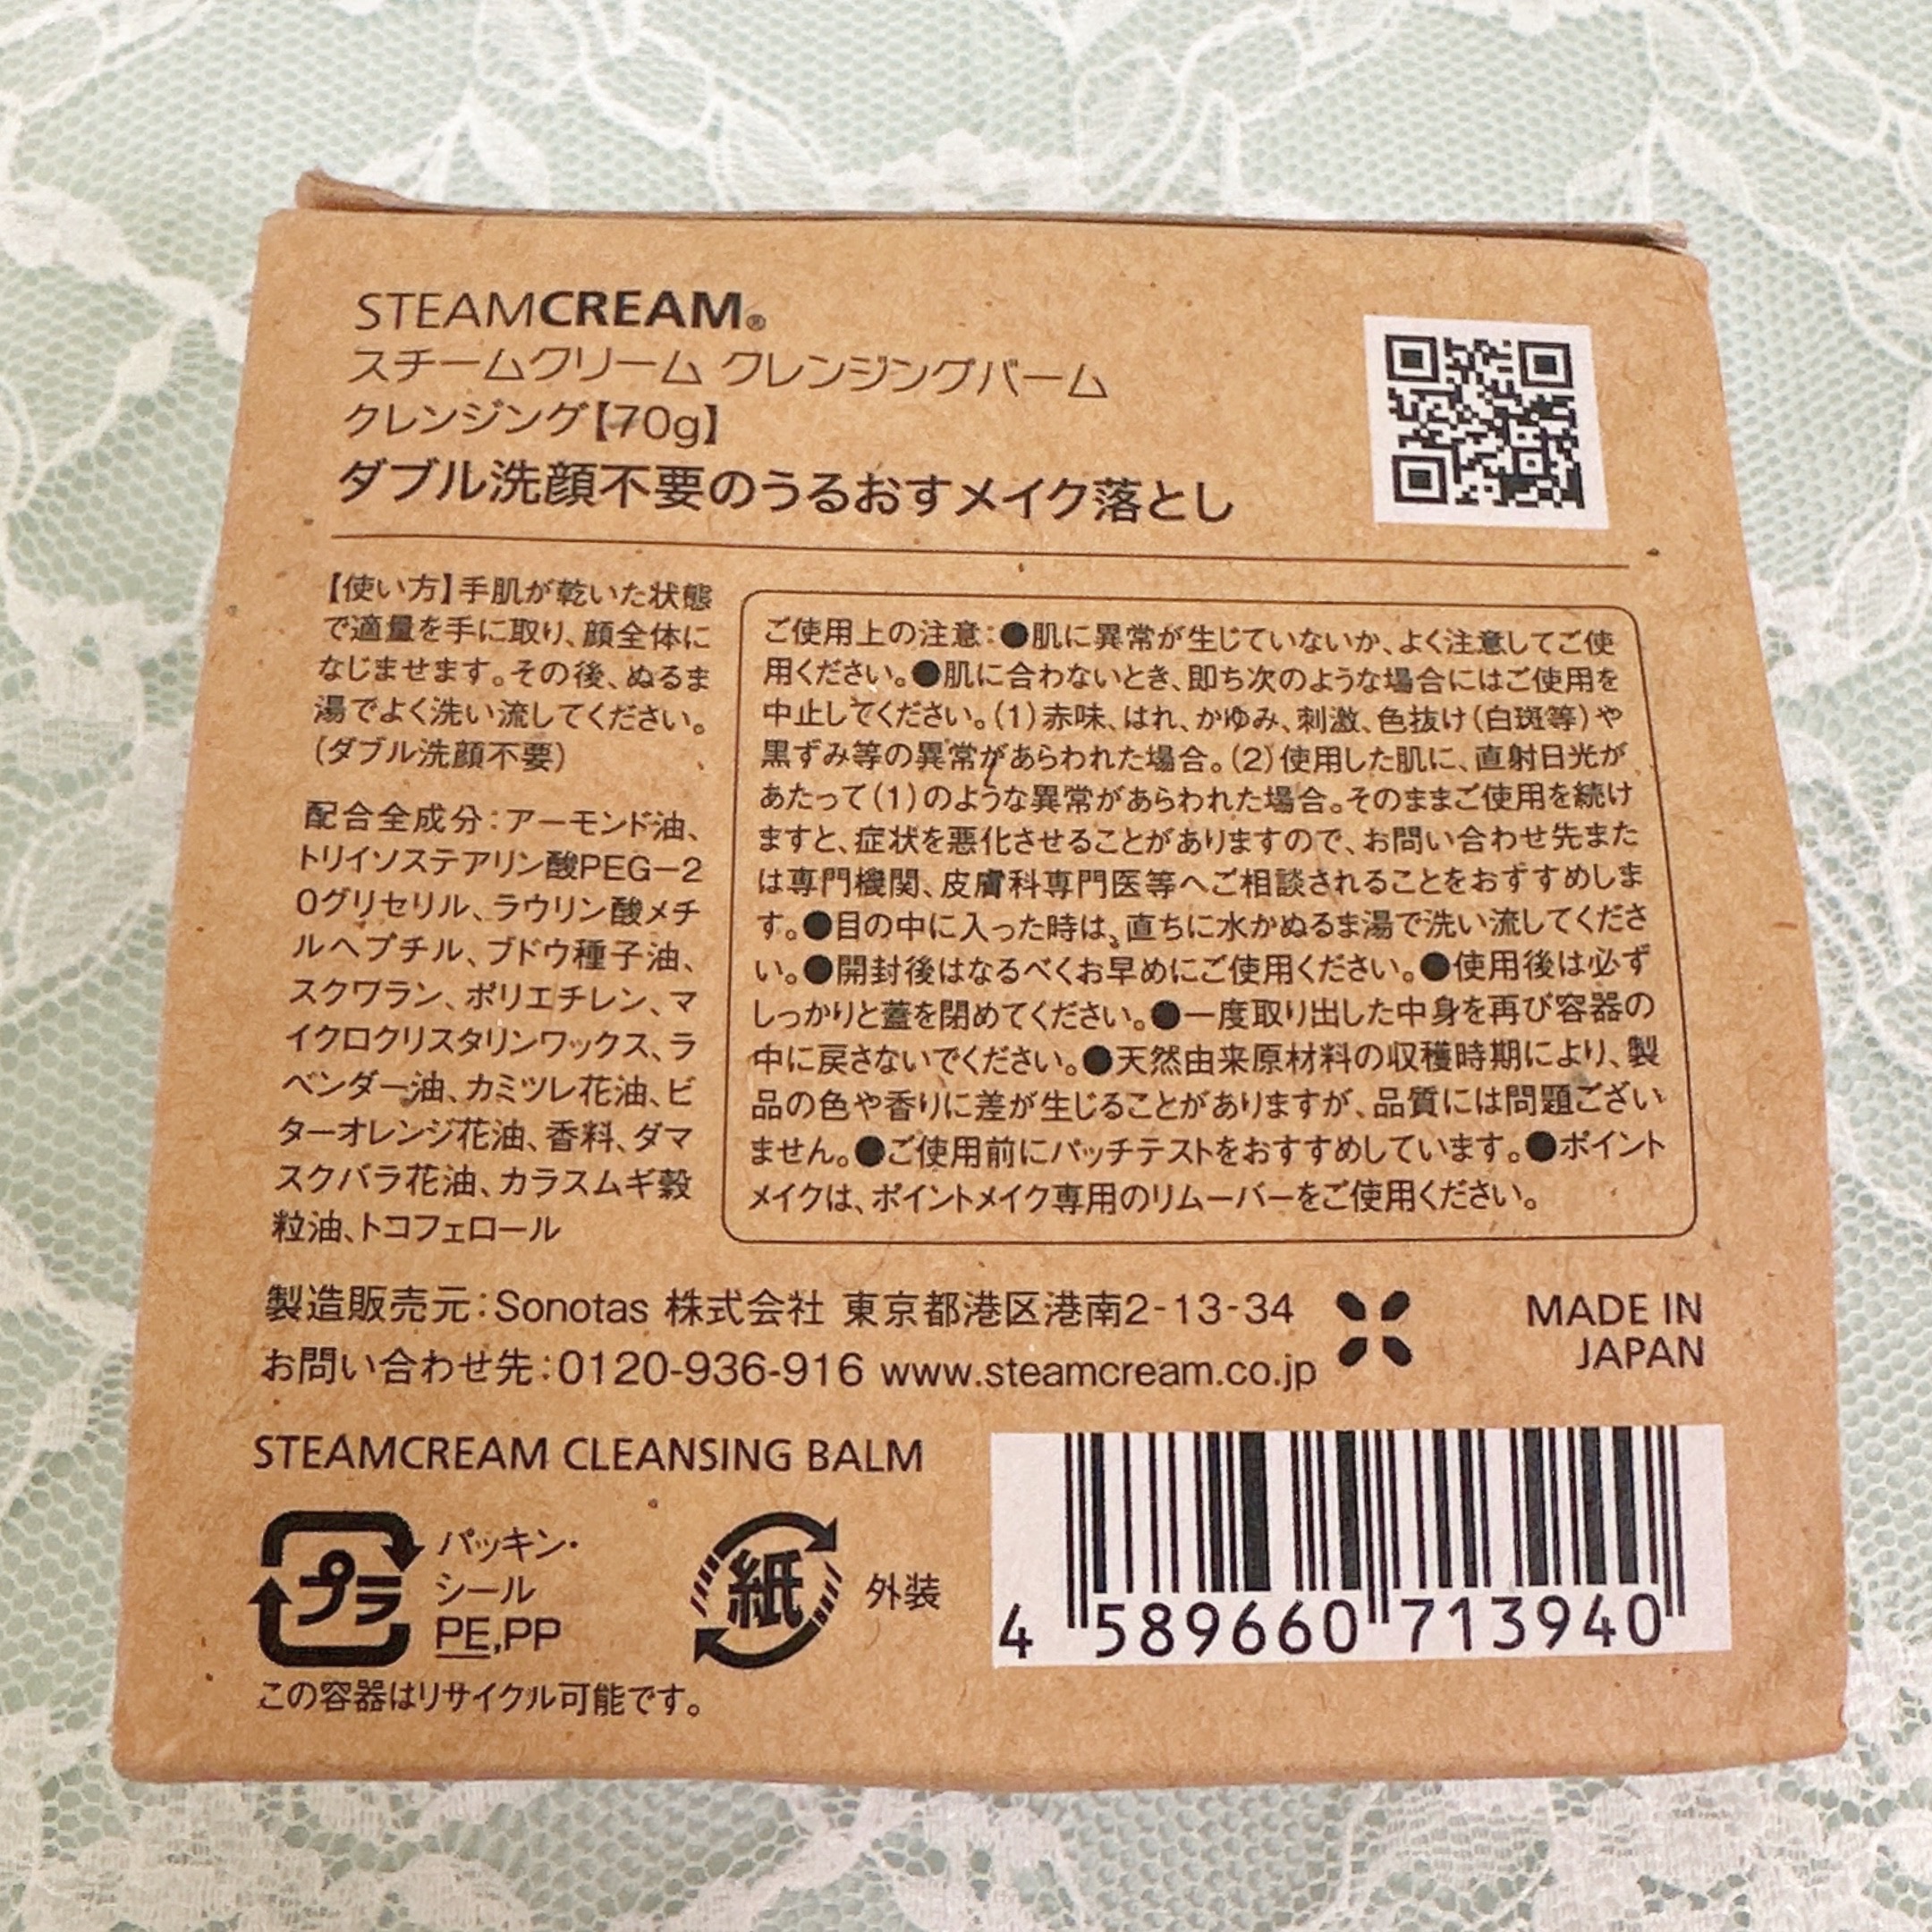 STEAMCREAM®
スチームクリーム クレンジングバーム
クレンジング【70g】
ダブル洗顔不要のうるおすメイク落とし
【使い方】手肌が乾いた状態
で適量を手に取り、顔全体に
なじませます。その後、ぬるま
湯でよく洗い流してください。
(ダブル洗顔不要)
配合全成分:アーモンド油、
トリイソステアリン酸PEG-2
0グリセリル、ラウリン酸メチ
ルヘプチル、ブドウ種子油、
スクワラン、ポリエチレン、マ
イクロクリスタリンワックス、ラ
ベンダー油、カミツレ花油、ビ
ターオレンジ花油、香料、ダマ
スクバラ花油、カラスムギ穀
粒油、トコフェロール
ご使用上の注意:●肌に異常が生じていないか、よく注意してご使
用ください。●肌に合わないとき、即ち次のような場合にはご使用を
中止してください。(1)赤味、はれ、かゆみ、刺激、色抜け(白斑等)や
黒ずみ等の異常があらわれた場合。(2)使用した肌に、直射日光が
あたって(1)のような異常があらわれた場合。そのままご使用を続け
ますと、症状を悪化させることがありますので、お問い合わせ先また
は専門機関、皮膚科専門医等へご相談されることをおすすめしま
す。●目の中に入った時は、直ちに水かぬるま湯で洗い流してくださ
い。●開封後はなるべくお早めにご使用ください。●使用後は必ず
しっかりと蓋を閉めてください。●一度取り出した中身を再び容器の
中に戻さないでください。●天然由来原材料の収穫時期により、製
品の色や香りに差が生じることがありますが、品質には問題ござい
ません。●ご使用前にパッチテストをおすすめしています。●ポイント
メイクは、ポイントメイク専用のリムーバーをご使用ください。
製造販売元:Sonotas 株式会社 東京都港区港南2-13-34
お問い合わせ先:0120-936-916 www.steamcream.co.jp
MADE IN
JAPAN
STEAMCREAM CLEANSING BALM
プラ
パッキン・
シール
PE,PP
紙
外装
この容器はリサイクル可能です。
4 589660 713940